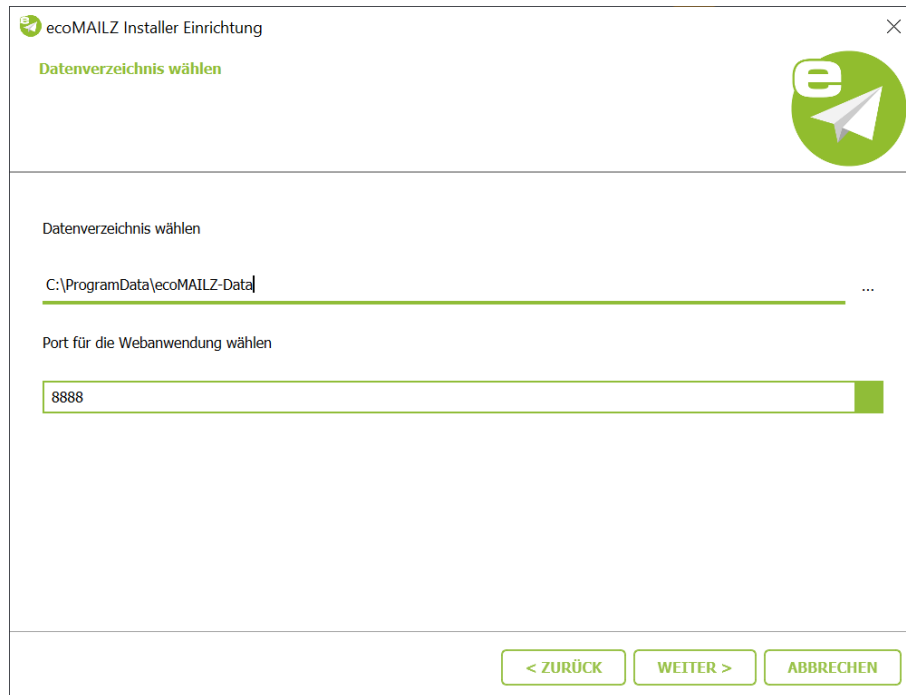 ecoMAILZ Installer Einrichtung
Datenverzeichnis wählen
e
Datenverzeichnis wählen
C:\ProgramData\ecoMAILZ-Data
...
Port für die Webanwendung wählen
8888
< ZURÜCK WEITER > ABBRECHEN